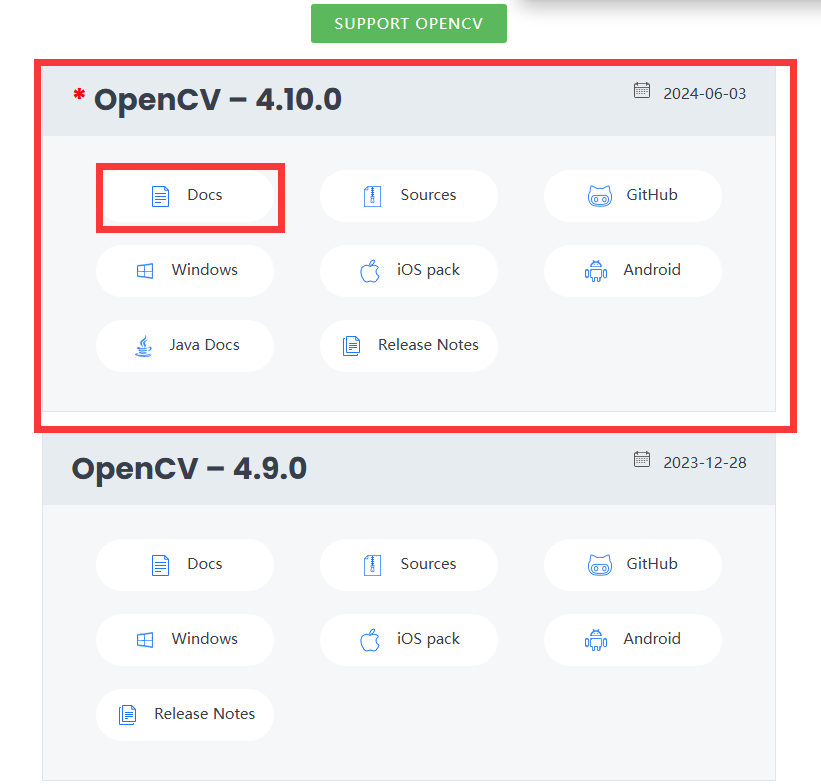 SUPPORT OPENCV
* OpenCV – 4.10.0
2024-06-03
Docs
Sources
GitHub
Windows
iOS pack
Android
Java Docs
Release Notes
OpenCV – 4.9.0
2023-12-28
Docs
Sources
GitHub
Windows
iOS pack
Android
Release Notes